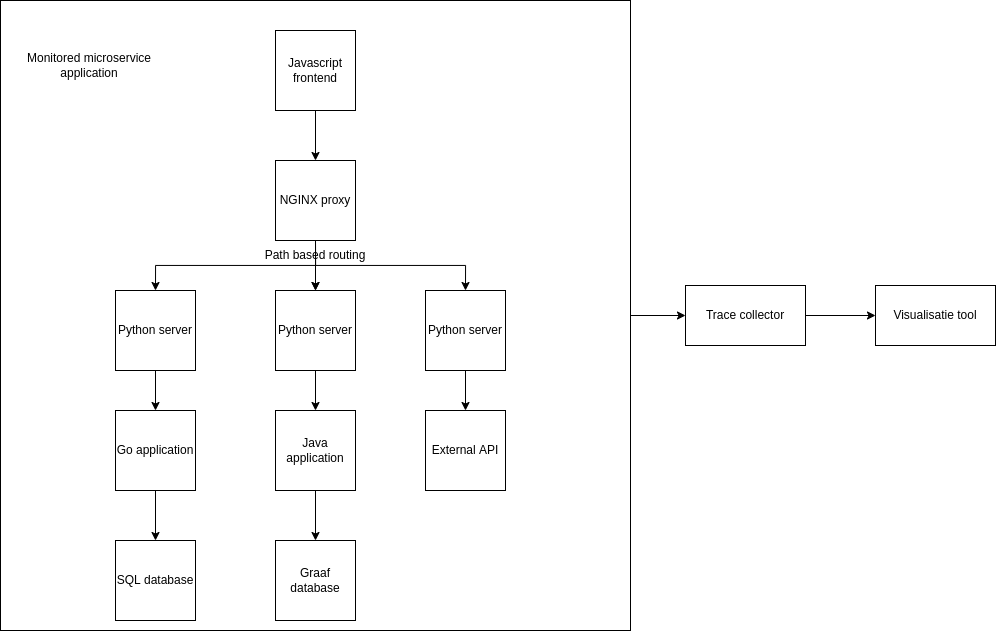 Monitored microservice
application
Javascript
frontend
NGINX proxy
Path based routing
Python server
Python server
Python server
Go application
Java
application
External API
SQL database
Graaf
database
Trace collector
Visualisatie tool